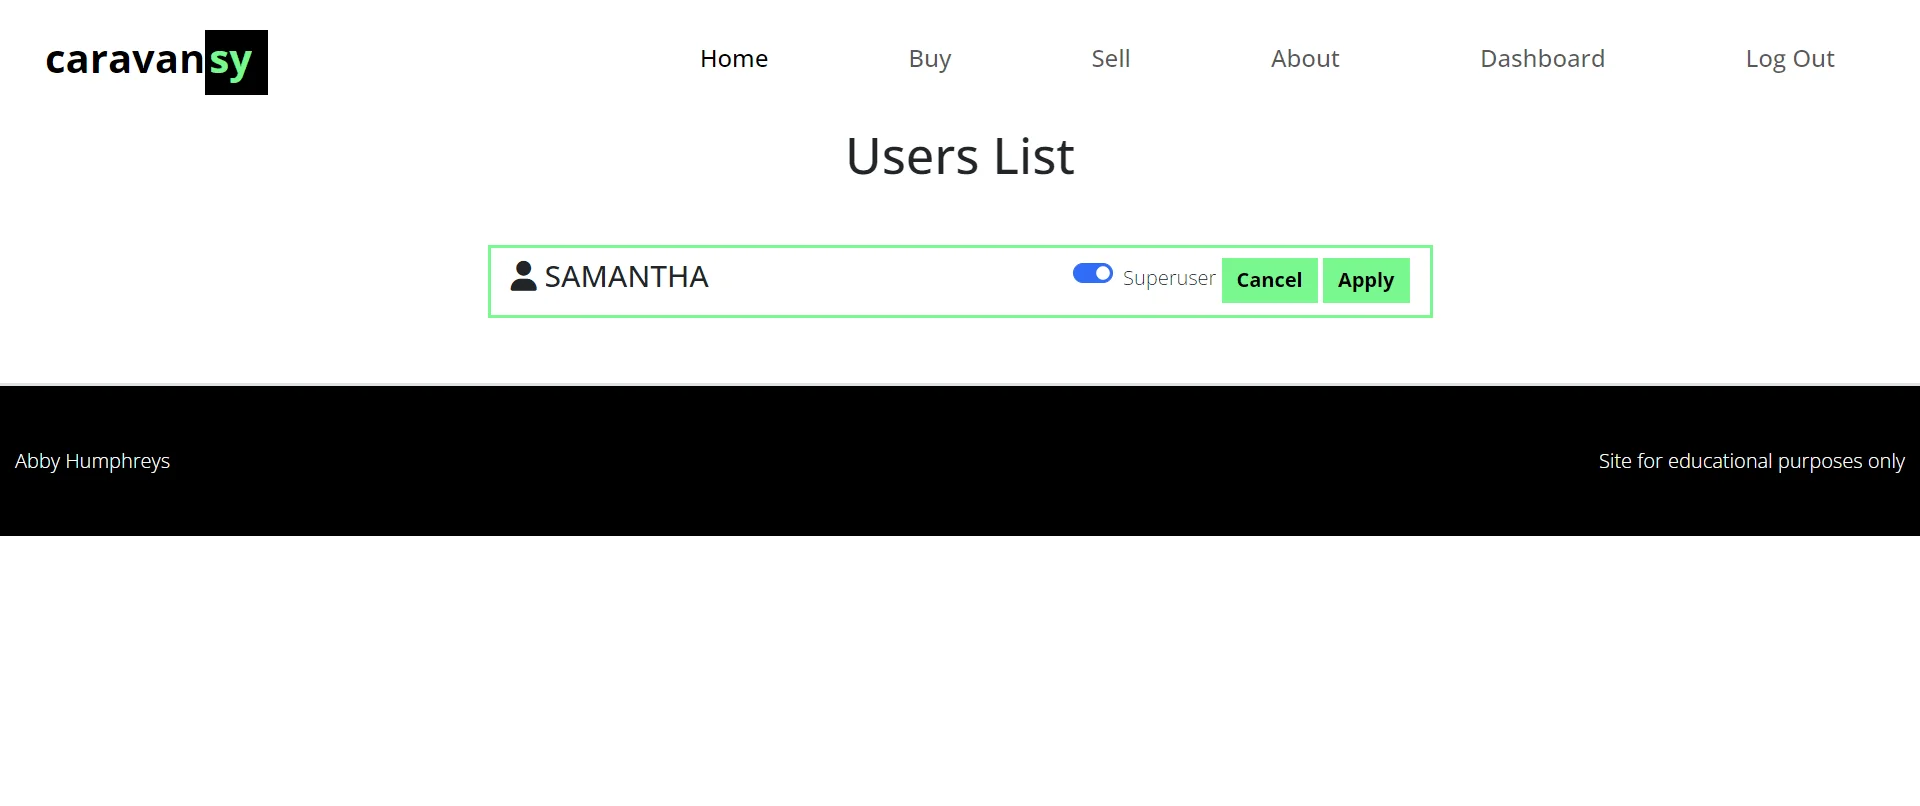 caravansy Home Buy Sell About Dashboard Log Out
Users List
SAMANTHA Superuser Cancel Apply
Abby Humphreys Site for educational purposes only